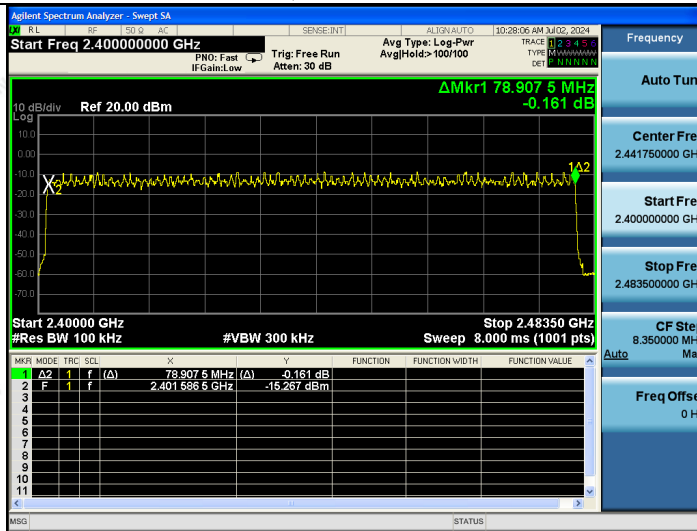 Agilent Spectrum Analyzer - Swept SA
RL RF 50 Ω AC SENSE:INT ALIGN AUTO 10:28:06 AM Jul 02, 2024
Start Freq 2.400000000 GHz
PNO: Fast
IFGain:Low
Trig: Free Run
Atten: 30 dB
Avg Type: Log-Pwr
Avg|Hold:>100/100
TRACE 1 2 3 4 5 6
TYPE M
DET P N N N N N
ΔMkr1 78.907 5 MHz
-0.161 dB
10 dB/div Ref 20.00 dBm
Log
10.0
0.00
-10.0
-20.0
-30.0
-40.0
-50.0
-60.0
-70.0
1Δ2
X2
Start 2.40000 GHz Stop 2.48350 GHz
#Res BW 100 kHz #VBW 300 kHz Sweep 8.000 ms (1001 pts)
MKR MODE TRC SCL X Y FUNCTION FUNCTION WIDTH FUNCTION VALUE
1 Δ2 1 f (Δ) 78.907 5 MHz (Δ) -0.161 dB
2 F 1 f 2.401 586 5 GHz -15.267 dBm
3
4
5
6
7
8
9
10
11
MSG STATUS
Frequency
Auto Tun
Center Fre
2.441750000 GH
Start Fre
2.400000000 GH
Stop Fre
2.483500000 GH
CF Ste
8.350000 MH
Auto Ma
Freq Offse
0 H